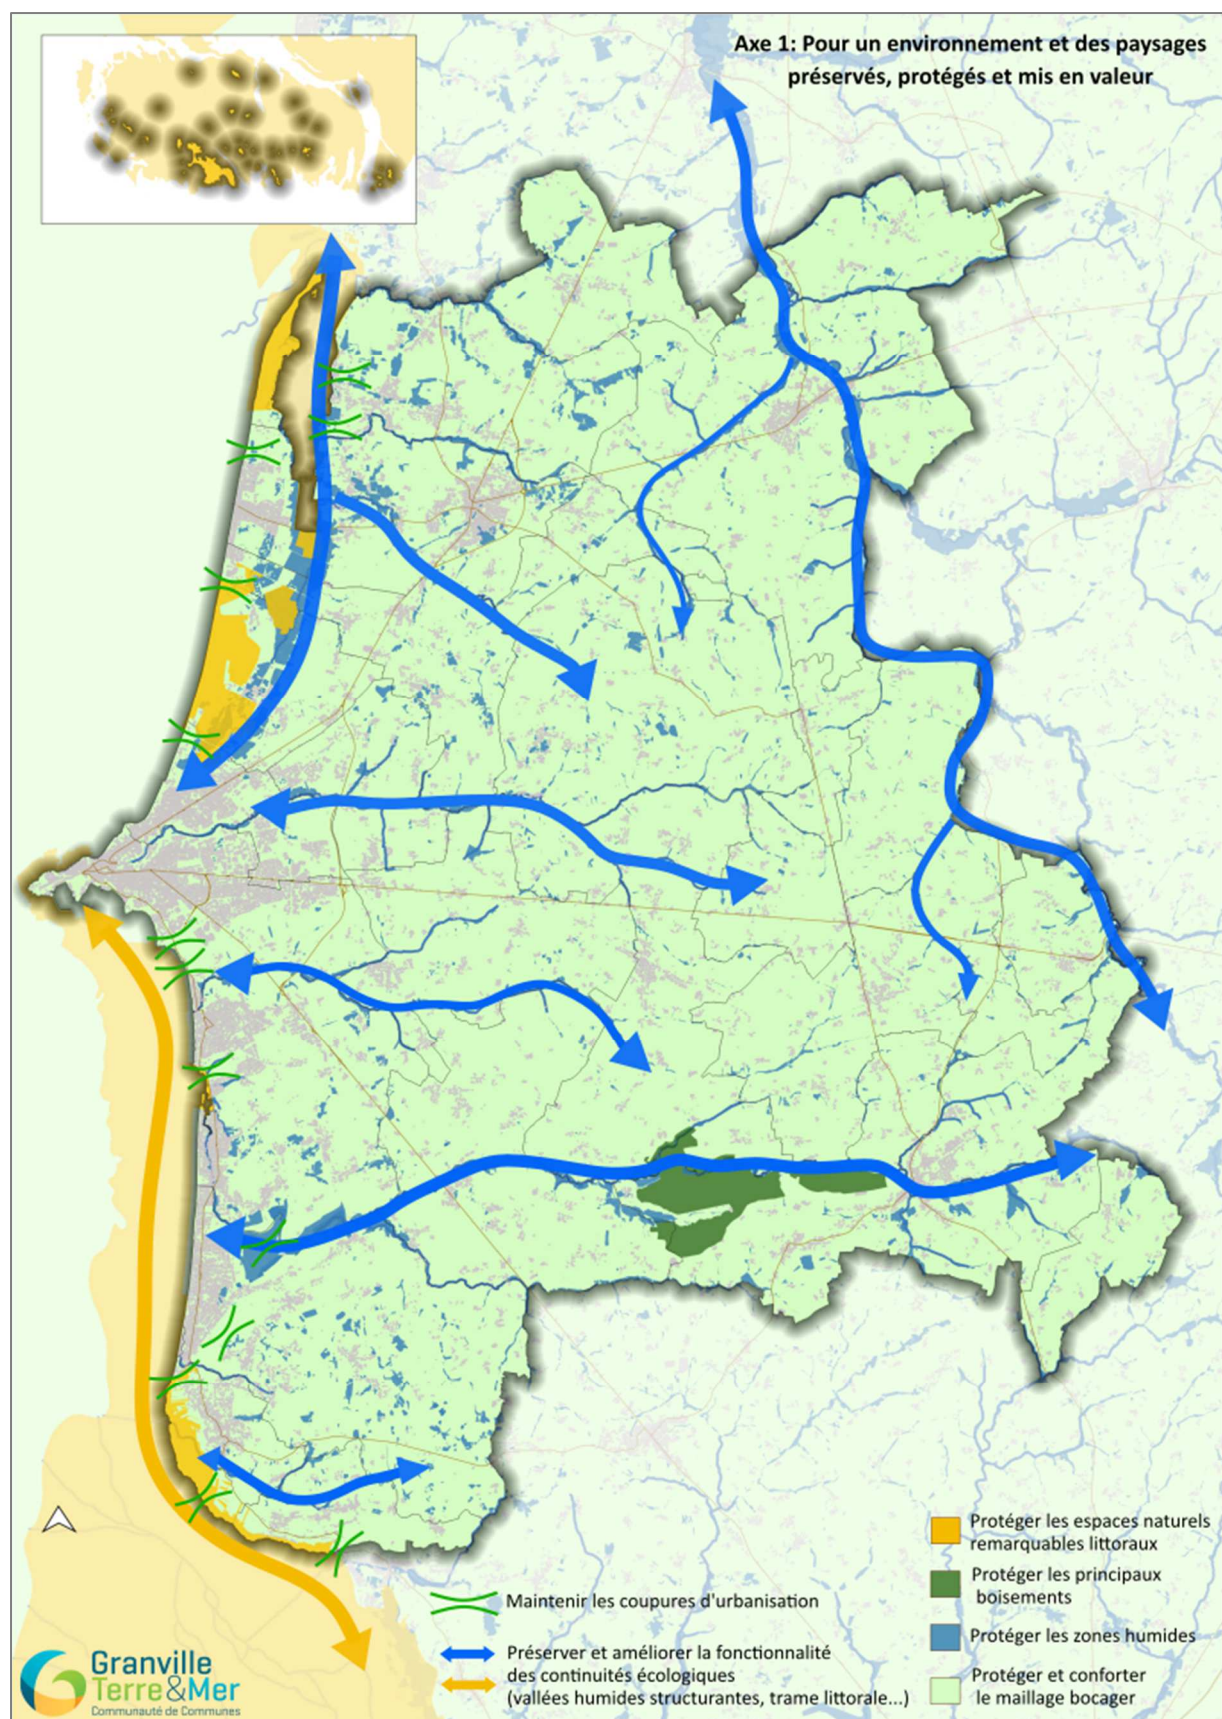 Axe 1: Pour un environnement et des paysages
préservés, protégés et mis en valeur
Maintenir les coupures d'urbanisation
Préserver et améliorer la fonctionnalité
des continuités écologiques
(vallées humides structurantes, trame littorale...)
Protéger les espaces naturels
remarquables littoraux
Protéger les principaux
boisements
Protéger les zones humides
Protéger et conforter
le maillage bocager
Granville
Terre&Mer
Communauté de Communes